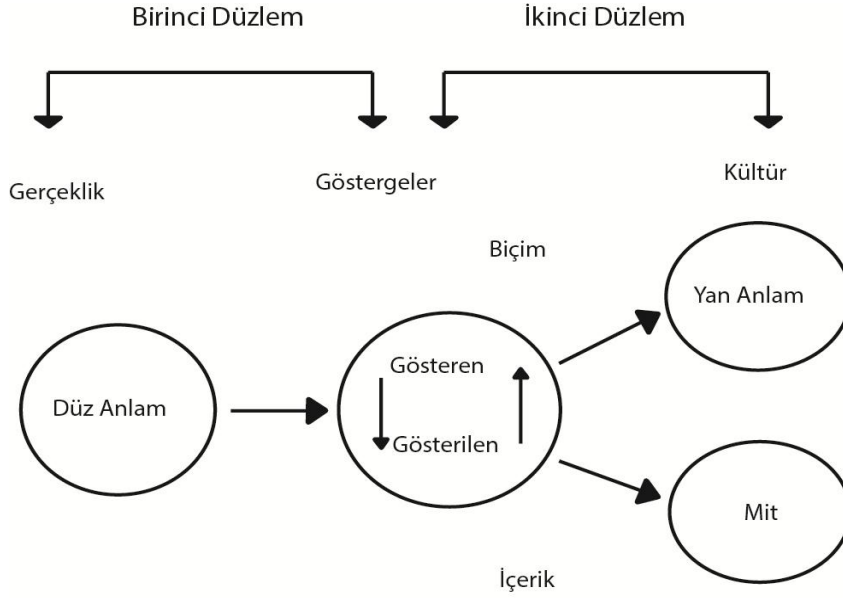 Birinci Düzlem
İkinci Düzlem
Gerçeklik
Göstergeler
Kültür
Biçim
Yan Anlam
Gösteren
Düz Anlam
Gösterilen
Mit
İçerik